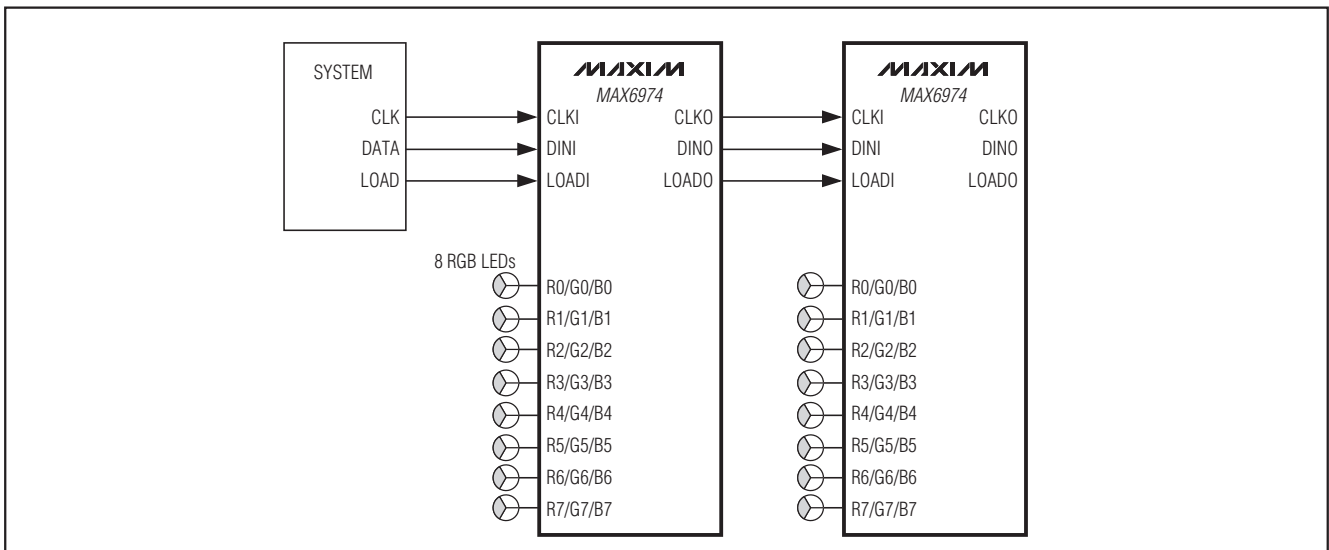 SYSTEM
CLK
DATA
LOAD
MAXIM
MAX6974
CLKI CLKO
DINI DINO
LOADI LOADO
8 RGB LEDs
R0/G0/B0
R1/G1/B1
R2/G2/B2
R3/G3/B3
R4/G4/B4
R5/G5/B5
R6/G6/B6
R7/G7/B7
MAXIM
MAX6974
CLKI CLKO
DINI DINO
LOADI LOADO
R0/G0/B0
R1/G1/B1
R2/G2/B2
R3/G3/B3
R4/G4/B4
R5/G5/B5
R6/G6/B6
R7/G7/B7